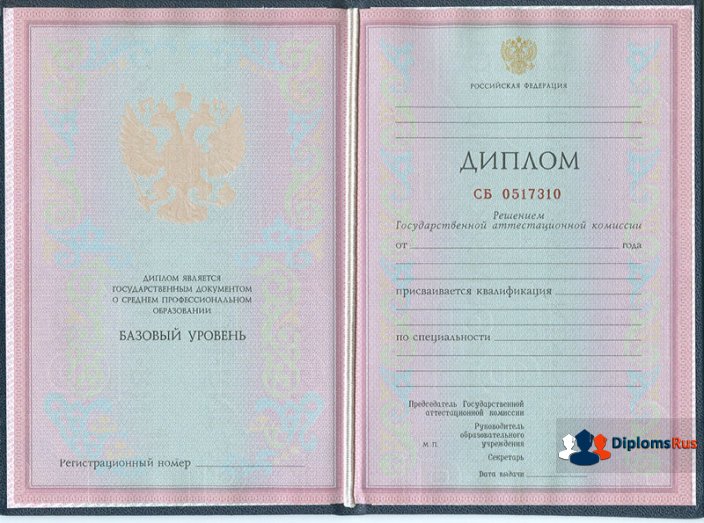 ДИПЛОМ ЯВЛЯЕТСЯ
ГОСУДАРСТВЕННЫМ ДОКУМЕНТОМ
О СРЕДНЕМ ПРОФЕССИОНАЛЬНОМ
ОБРАЗОВАНИИ
БАЗОВЫЙ УРОВЕНЬ
Регистрационный номер
РОССИЙСКАЯ ФЕДЕРАЦИЯ
ДИПЛОМ
СБ 0517310
Решением
Государственной аттестационной комиссии
от года
присваивается квалификация
по специальности
Председатель Государственной
аттестационной комиссии
Руководитель
образовательного
М П. учреждения
Секретарь
Дата выдачи
DiplomsRus